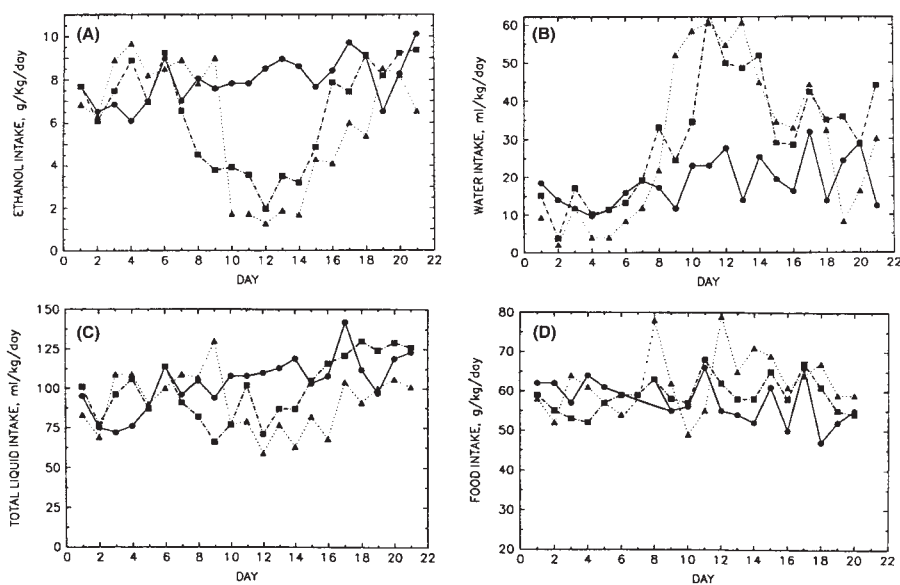 (A)
ETHANOL INTAKE, g/Kg/day
10
8
6
4
2
0
0 2 4 6 8 10 12 14 16 18 20 22
DAY
(B)
WATER INTAKE, ml/kg/day
60
50
40
30
20
10
0
0 2 4 6 8 10 12 14 16 18 20 22
DAY
(C)
TOTAL LIQUID INTAKE, ml/kg/day
150
125
100
75
50
25
0
0 2 4 6 8 10 12 14 16 18 20 22
DAY
(D)
FOOD INTAKE, g/kg/day
80
70
60
50
40
30
20
0 2 4 6 8 10 12 14 16 18 20 22
DAY